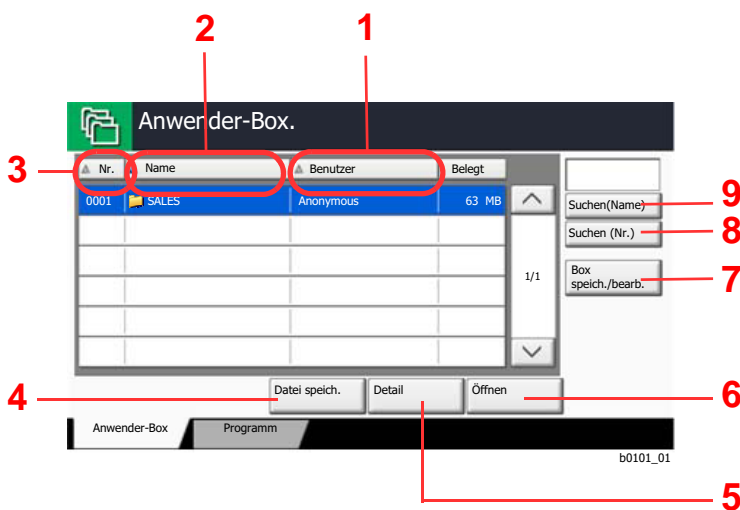 2
1
Anwender-Box.
3
Nr.
Name
Benutzer
Belegt
0001
SALES
Anonymous
63 MB
Suchen(Name)
9
Suchen (Nr.)
8
1/1
Box
speich./bearb.
7
4
Datei speich.
Detail
Öffnen
6
Anwender-Box
Programm
b0101_01
5